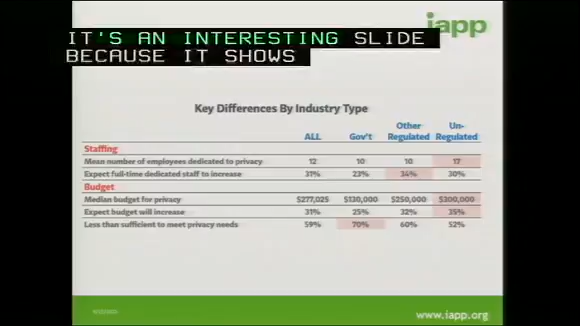 iapp
IT'S AN INTERESTING SLIDE
BECAUSE IT SHOWS
Key Differences By Industry Type
ALL Gov't Other Regulated Un-Regulated
Staffing
Mean number of employees dedicated to privacy 12 10 10 17
Expect full-time dedicated staff to increase 31% 23% 34% 30%
Budget
Median budget for privacy $277,025 $130,000 $250,000 $300,000
Expect budget will increase 31% 25% 32% 35%
Less than sufficient to meet privacy needs 59% 70% 60% 52%
www.iapp.org